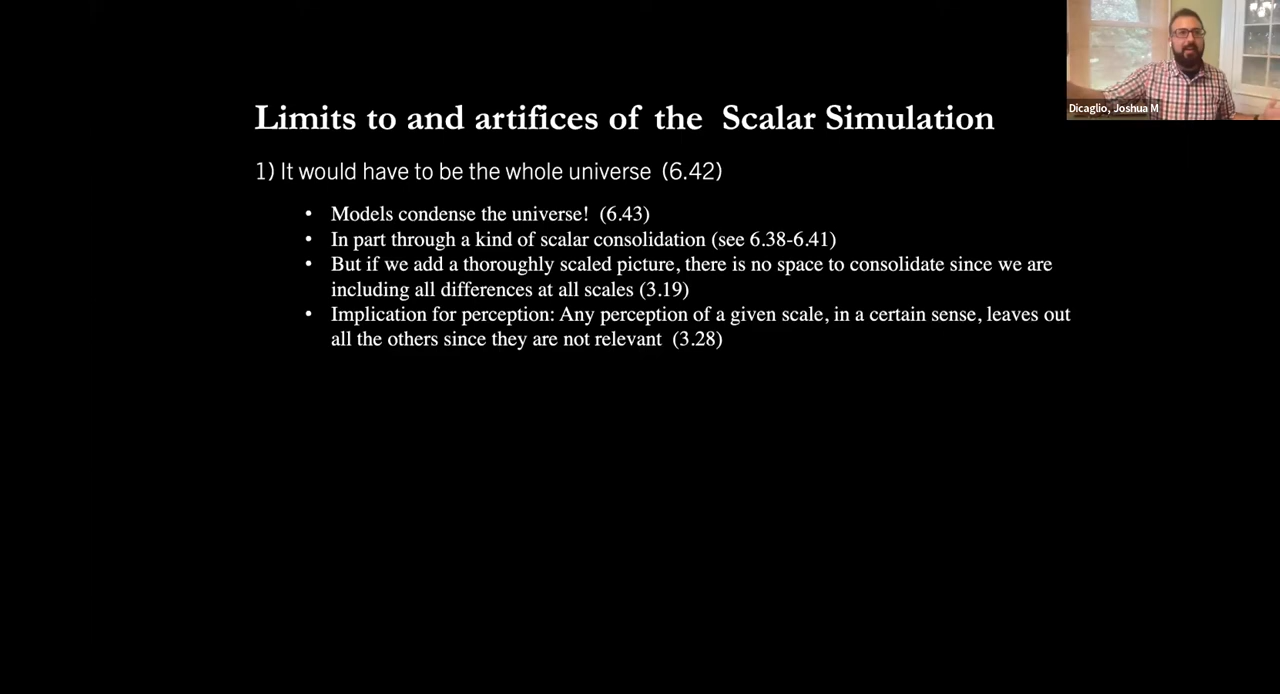 Limits to and artifices of the Scalar Simulation
1) It would have to be the whole universe (6.42)
• Models condense the universe! (6.43)
• In part through a kind of scalar consolidation (see 6.38-6.41)
• But if we add a thoroughly scaled picture, there is no space to consolidate since we are
including all differences at all scales (3.19)
• Implication for perception: Any perception of a given scale, in a certain sense, leaves out
all the others since they are not relevant (3.28)
Dicaglio, Joshua M